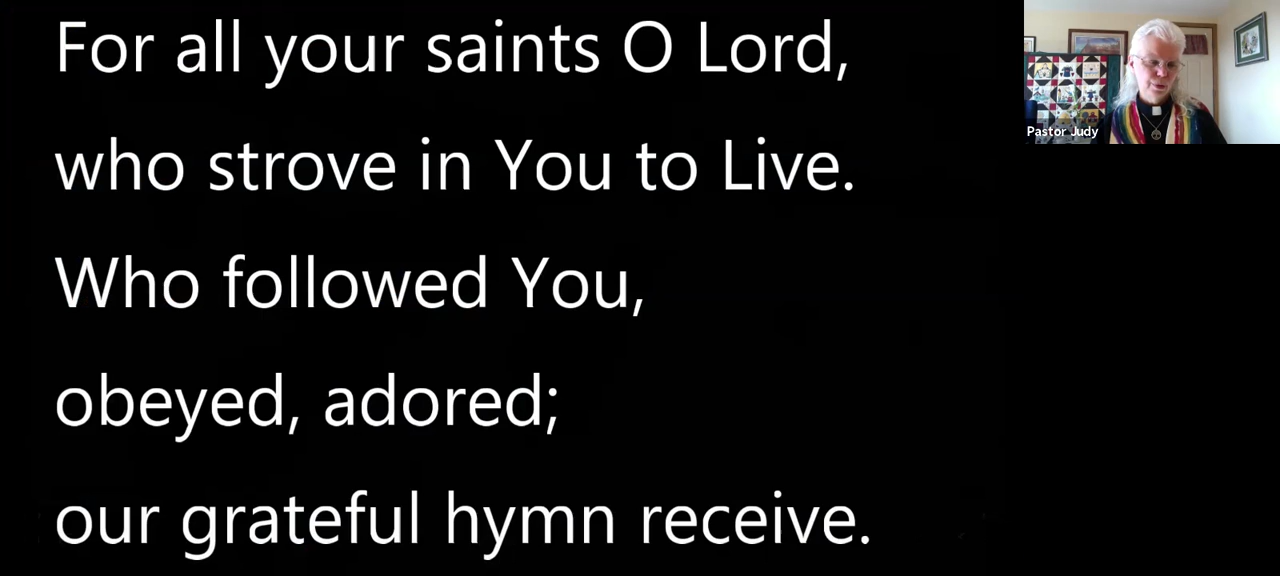 For all your saints O Lord,
who strove in You to Live.
Who followed You,
obeyed, adored;
our grateful hymn receive.
Pastor Judy